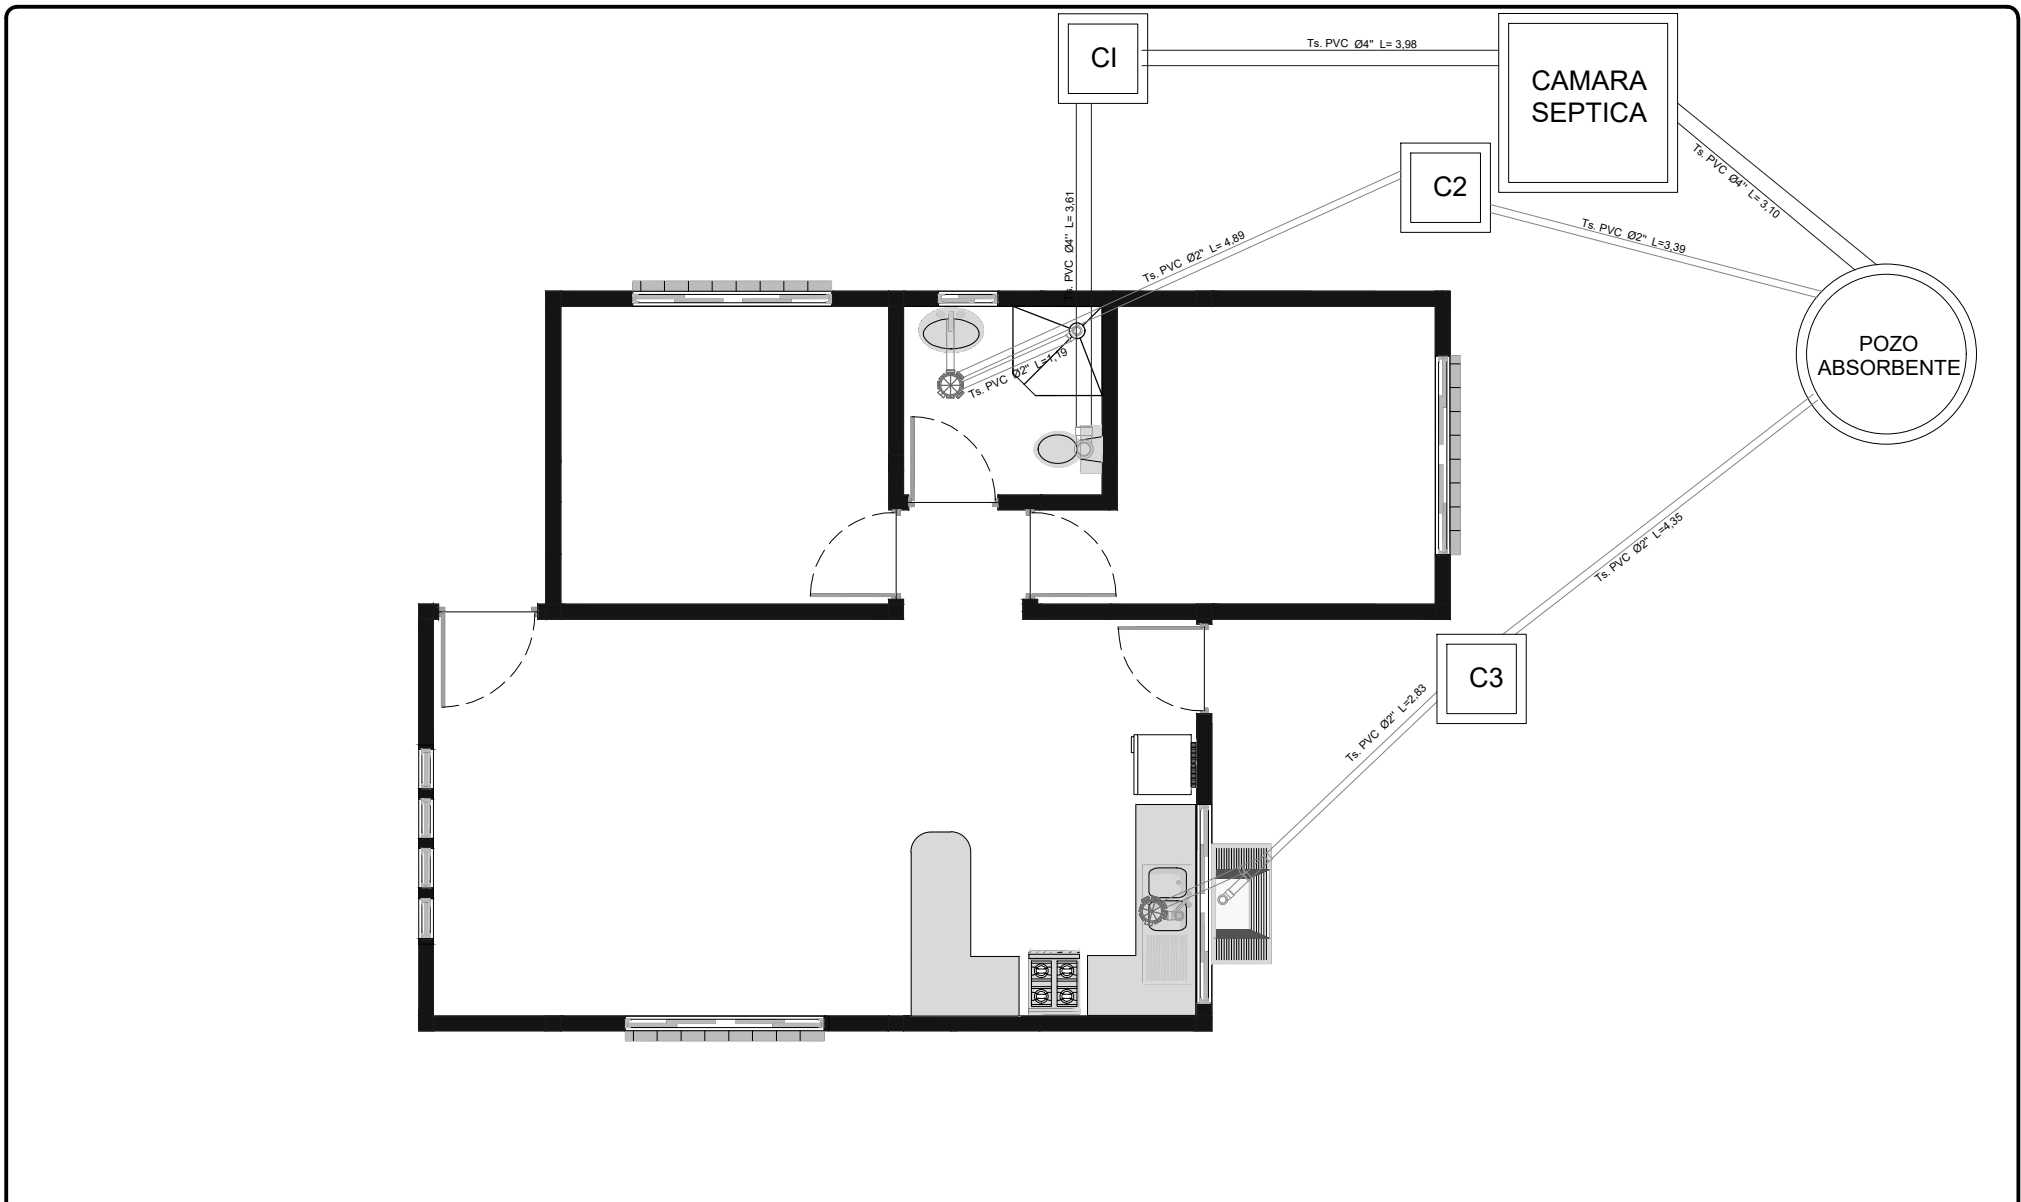 CI
Ts. PVC Ø4" L= 3,98
CAMARA
SEPTICA
C2
Ts. PVC Ø4" L= 3,10
Ts. PVC Ø4" L= 3,61
Ts. PVC Ø2" L= 4,89
Ts. PVC Ø2" L=3,39
Ts. PVC Ø2" L=1,79
POZO
ABSORBENTE
Ts. PVC Ø2" L=4,35
C3
Ts. PVC Ø2" L=2,83